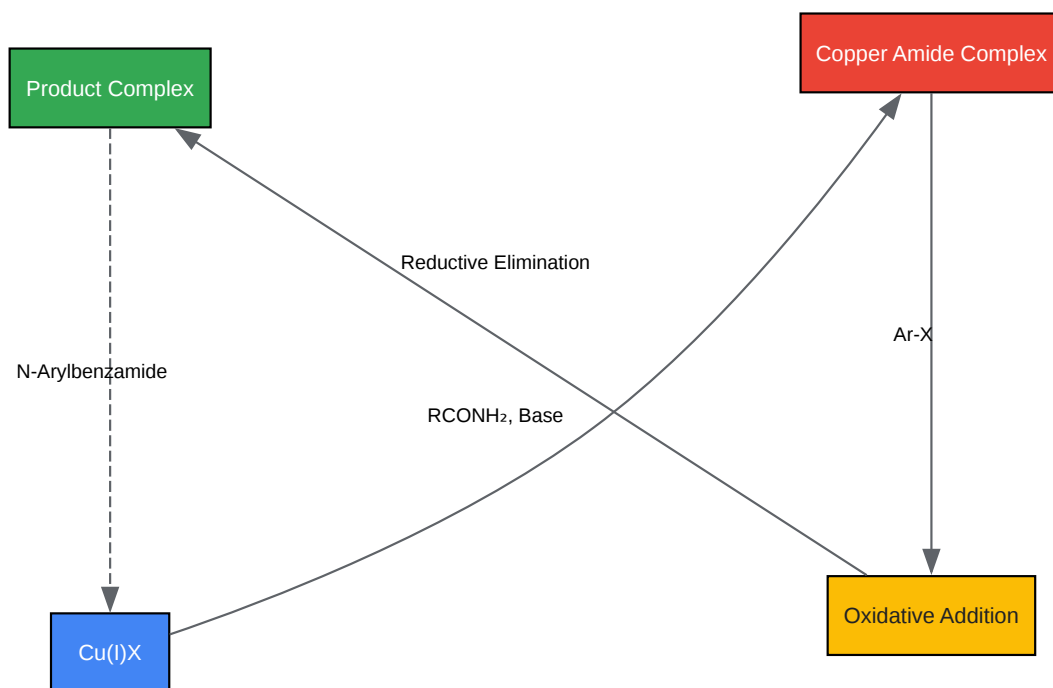 Copper Amide Complex
Product Complex
Reductive Elimination
Ar-X
N-Arylbenzamide
RCONH₂, Base
Oxidative Addition
Cu(I)X